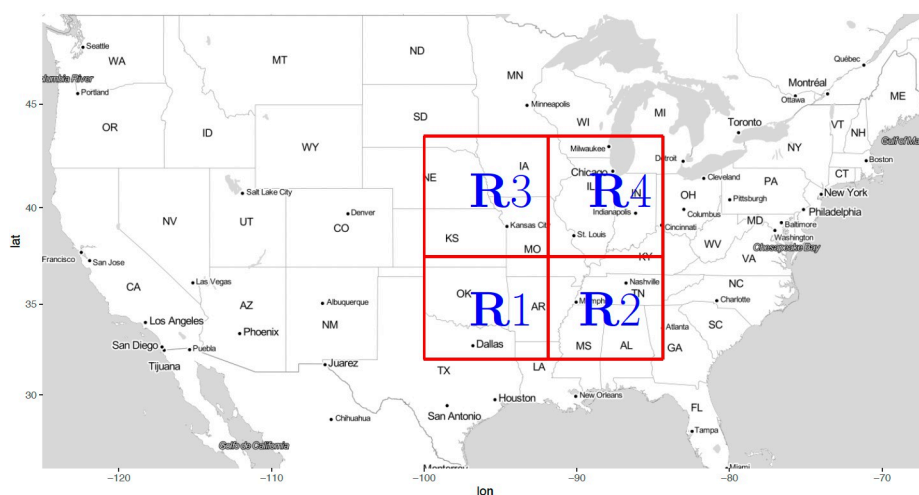 Seattle
WA
olumbia River
Portland
OR
ID
MT
ND
MN
Minneapolis
SD
WI
MI
Québec
Montréal
Ottawa
ME
VT
NH
Toronto
Gulf of Ma
NY
Boston
CT
45
WY
Milwaukee
Detroit
Chicago
Cleveland
PA
New York
NE
IA
IL
IN
OH
Pittsburgh
Philadelphia
R3
R4
Salt Lake City
Indianapolis
Columbus
MD
Baltimore
40
NV
UT
Denver
CO
KS
Kansas City
MO
St. Louis
Cincinnati
Washington
WV
Chesapeake Bay
VA
KY
lat
Francisco
San Jose
CA
Las Vegas
Nashville
TN
NC
Charlotte
35
AZ
Albuquerque
NM
OK
AR
Memphis
R1
R2
Los Angeles
Phoenix
Dallas
MS
AL
Atlanta
GA
SC
San Diego
Puebla
Tijuana
Juarez
TX
LA
30
Chihuahua
San Antonio
Houston
New Orleans
FL
Tampa
Golfo de California
Monterrey
Miami
−120
−110
−100
−90
−80
−70
lon